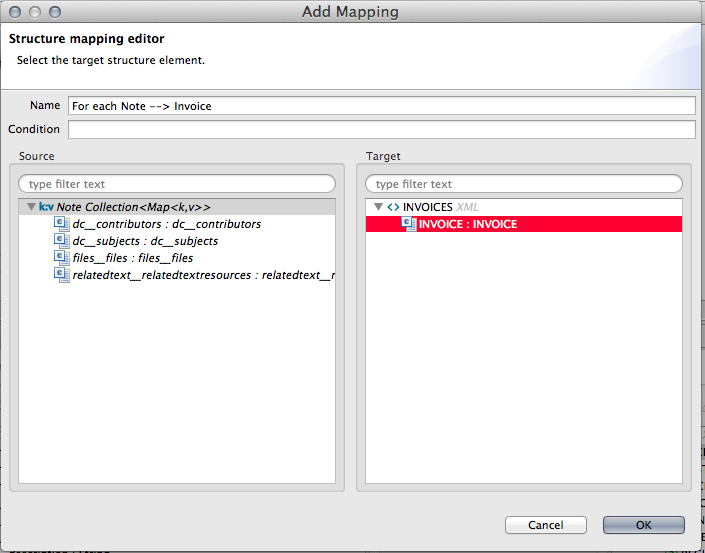 Add Mapping
Structure mapping editor
Select the target structure element.
Name For each Note --> Invoice
Condition
Source
Target
type filter text
type filter text
k:v Note Collection<Map<k,v>>
dc__contributors : dc__contributors
dc__subjects : dc__subjects
files__files : files__files
relatedtext__relatedtextresources : relatedtext__r
<> INVOICES XML
INVOICE : INVOICE
Cancel
OK